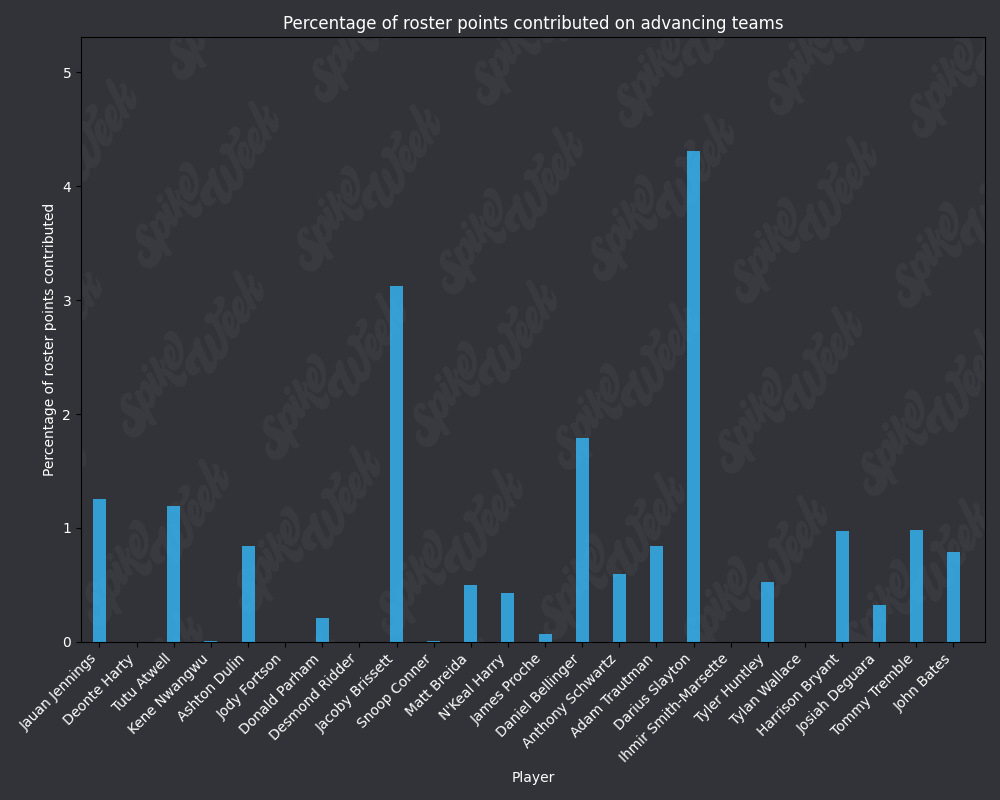 Percentage of roster points contributed on advancing teams
Percentage of roster points contributed
5
4
3
2
1
0
Jauan Jennings
Deonte Harty
Tutu Atwell
Kene Nwangwu
Ashton Dulin
Jody Fortson
Donald Parham
Desmond Ridder
Jacoby Brissett
Snoop Conner
Matt Breida
N'Keal Harry
James Proche
Daniel Bellinger
Anthony Schwartz
Adam Trautman
Darius Slayton
Ihmir Smith-Marsette
Tyler Huntley
Tylan Wallace
Harrison Bryant
Josiah Deguara
Tommy Tremble
John Bates
Player
Spike Week